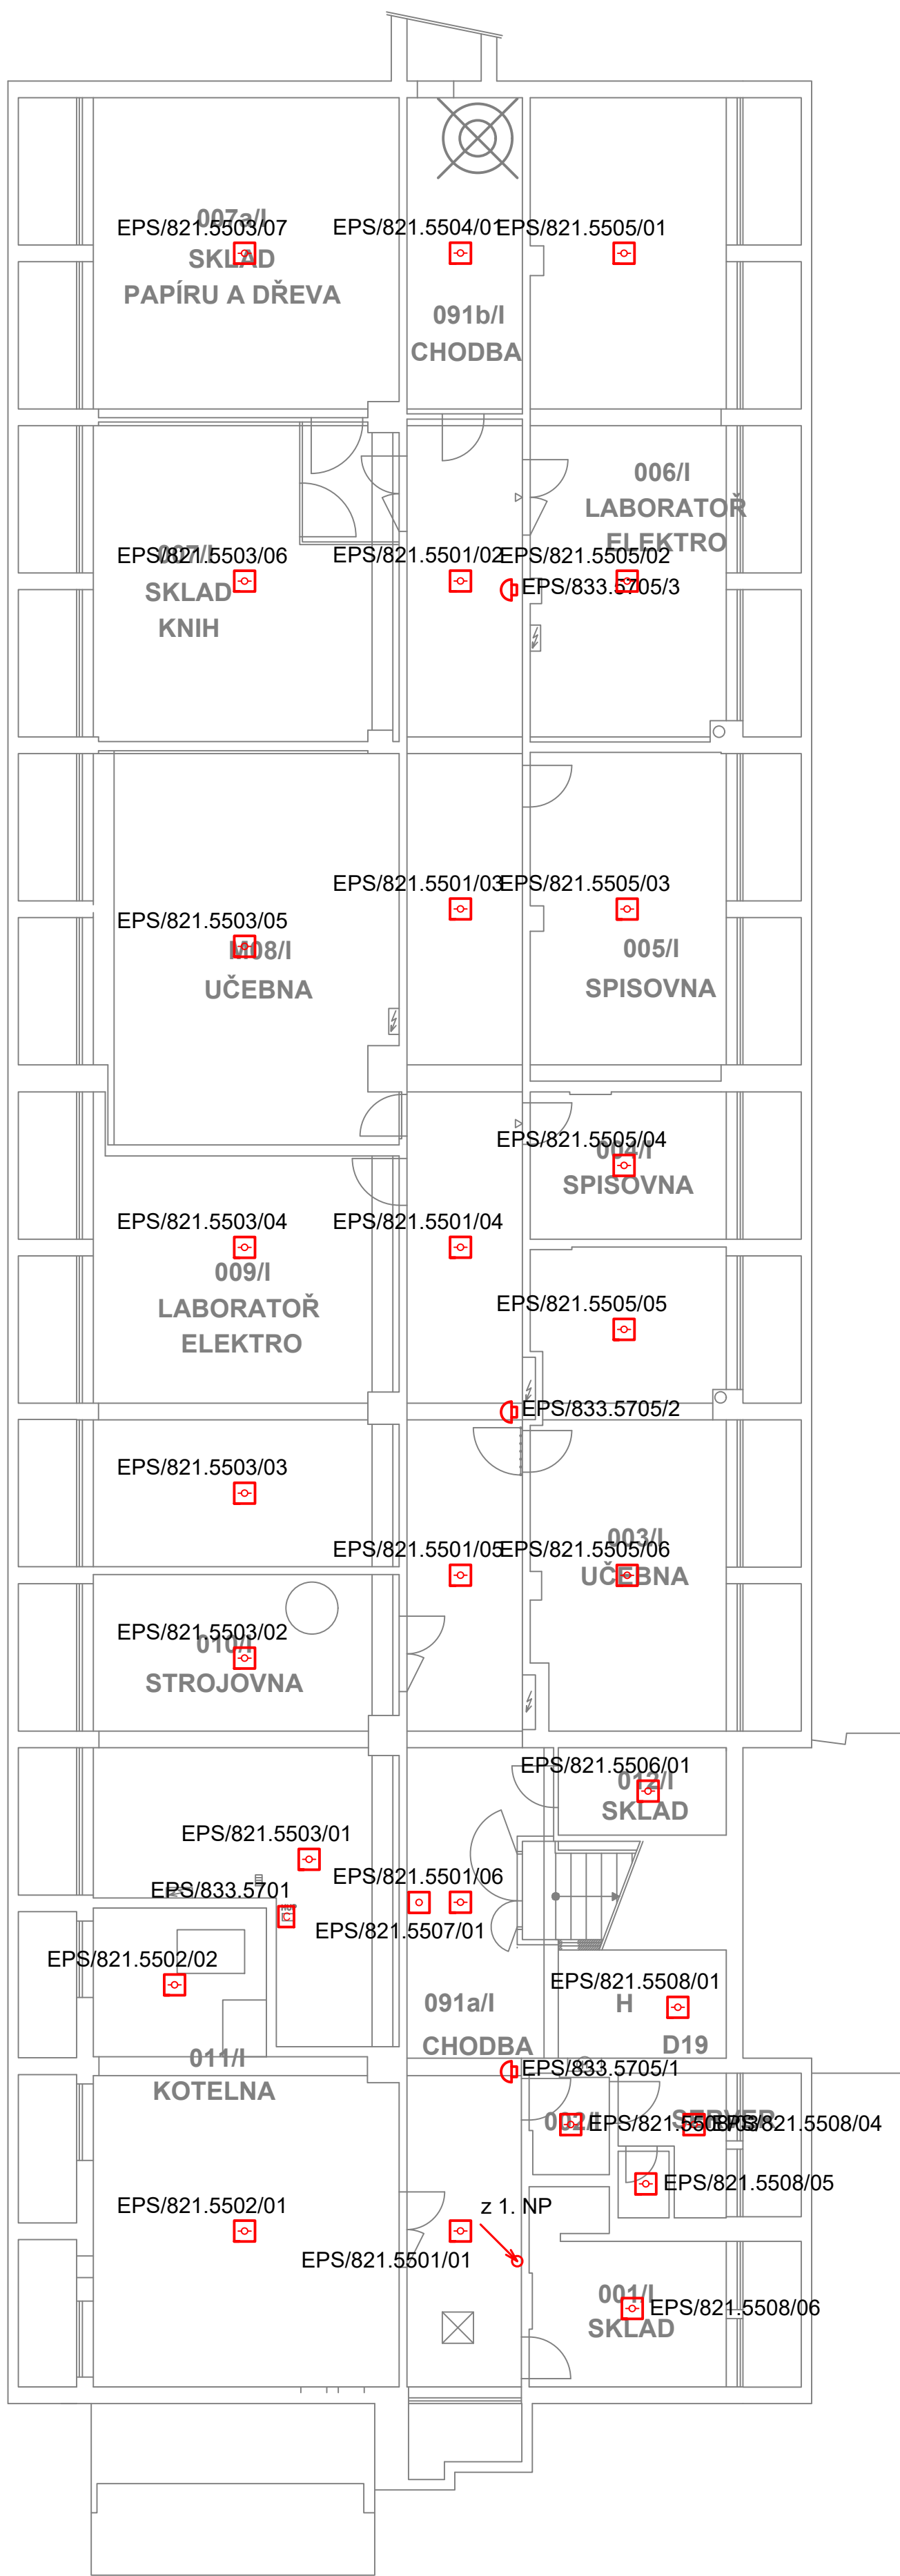 007a/I
EPS/821.5503/07
SKLAD
PAPÍRU A DŘEVA
EPS/821.5504/01
EPS/821.5505/01
091b/I
CHODBA
006/I
LABORATOŘ
ELEKTRO
EPS/821.5503/06
007/I
SKLAD
KNIH
EPS/821.5501/02
EPS/821.5505/02
EPS/833.5705/3
EPS/821.5501/03
EPS/821.5505/03
EPS/821.5503/05
M08/I
UČEBNA
005/I
SPISOVNA
EPS/821.5505/04
004/I
SPISOVNA
EPS/821.5503/04
EPS/821.5501/04
009/I
LABORATOŘ
ELEKTRO
EPS/821.5505/05
EPS/833.5705/2
EPS/821.5503/03
003/I
EPS/821.5501/05
EPS/821.5505/06
UČEBNA
EPS/821.5503/02
010/I
STROJOVNA
EPS/821.5506/01
012/I
SKLAD
EPS/821.5503/01
EPS/821.5501/06
EPS/833.5701
EPS/821.5507/01
EPS/821.5502/02
EPS/821.5508/01
091a/I
H
CHODBA
D19
011/I
KOTELNA
EPS/833.5705/1
002/I
SERVER
EPS/821.5508/04
EPS/821.5508/05
EPS/821.5502/01
z 1. NP
EPS/821.5501/01
001/I
EPS/821.5508/06
SKLAD